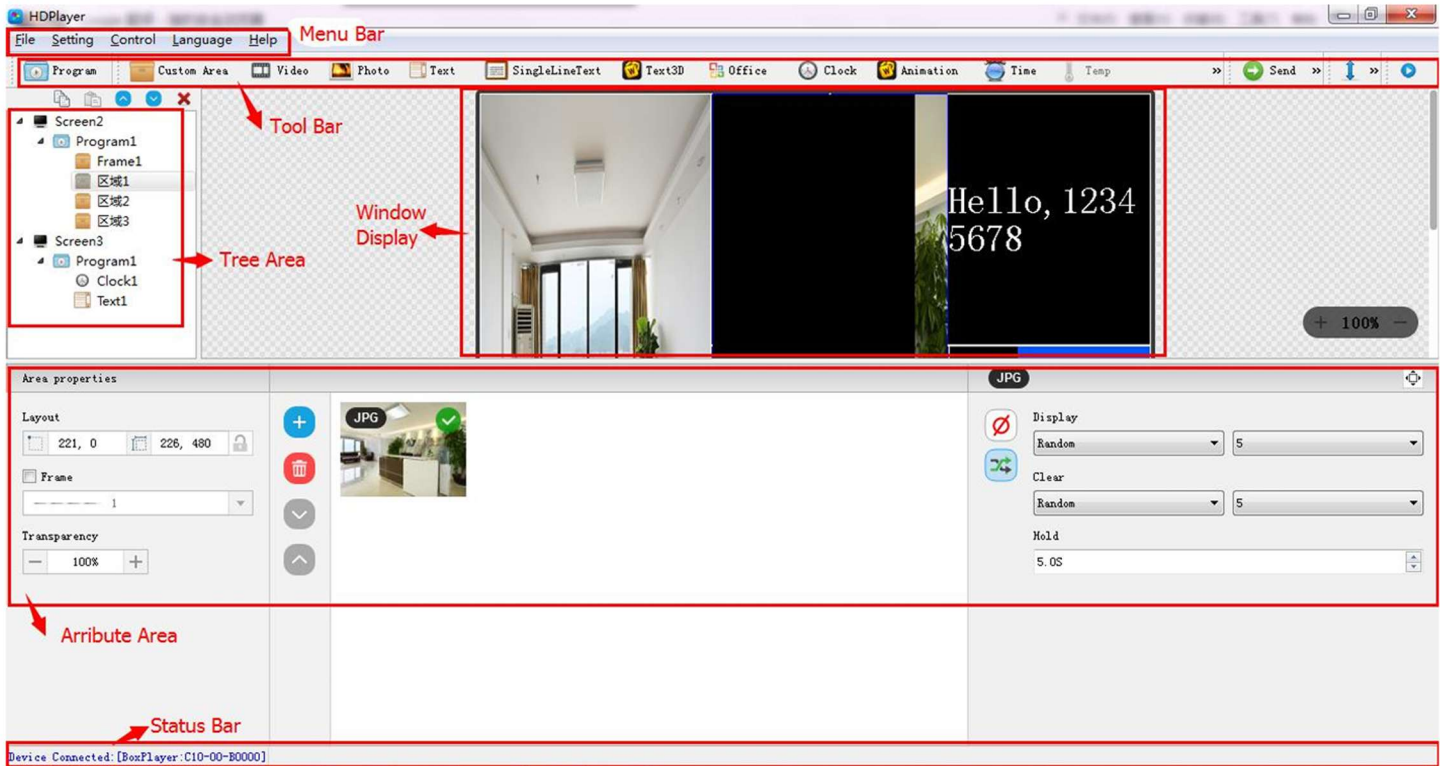 HDPlayer
File Setting Control Language Help Menu Bar
Program Custom Area Video Photo Text SingleLineText Text3D Office Clock Animation Time Temp » Send » »
Tool Bar
Screen2
Program1
Frame1
区域1
区域2
区域3
Screen3
Program1
Clock1
Text1
Tree Area
Window
Display
Hello, 1234
5678
+ 100% −
Area properties
JPG
Layout
221, 0 226, 480
Frame
1
Transparency
− 100% +
JPG
Display
Random 5
Clear
Random 5
Hold
5.0S
Arribute Area
Status Bar
Device Connected:[BoxPlayer:C10-00-B0000]